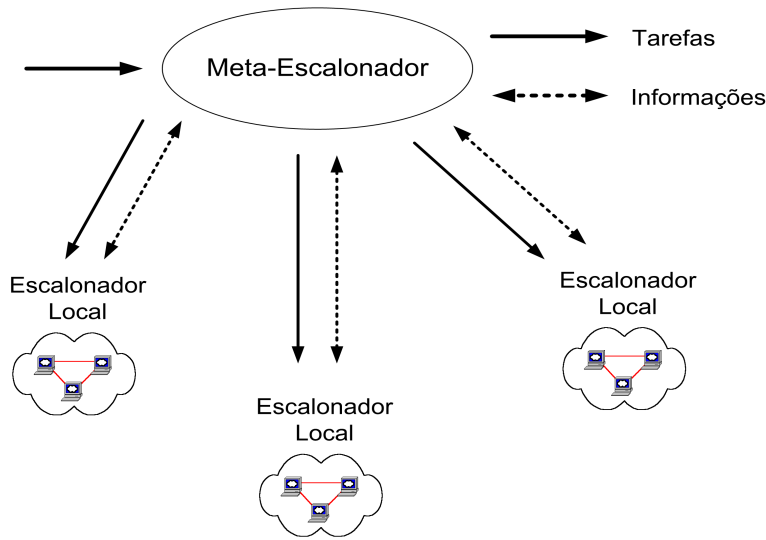 Meta-Escalonador
Tarefas
Informações
Escalonador
Local
Escalonador
Local
Escalonador
Local